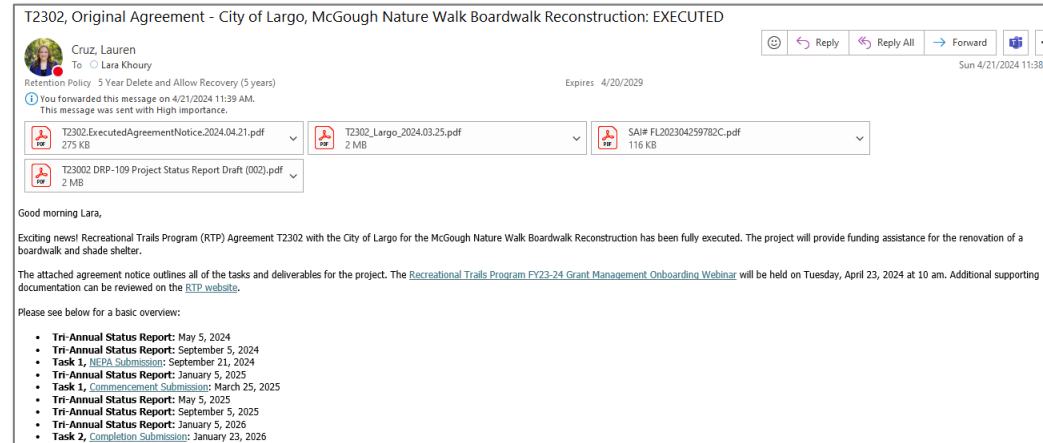 T2302, Original Agreement - City of Largo, McGough Nature Walk Boardwalk Reconstruction: EXECUTED
Cruz, Lauren
To Lara Khoury
Reply
Reply All
Forward
Sun 4/21/2024 11:38
Retention Policy 5 Year Delete and Allow Recovery (5 years)
Expires 4/20/2029
You forwarded this message on 4/21/2024 11:39 AM.
This message was sent with High importance.
T2302.ExecutedAgreementNotice.2024.04.21.pdf
275 KB
T2302_Largo_2024.03.25.pdf
2 MB
SAI# FL202304259782C.pdf
116 KB
T23002 DRP-109 Project Status Report Draft (002).pdf
2 MB
Good morning Lara,
Exciting news! Recreational Trails Program (RTP) Agreement T2302 with the City of Largo for the McGough Nature Walk Boardwalk Reconstruction has been fully executed. The project will provide funding assistance for the renovation of a
boardwalk and shade shelter.
The attached agreement notice outlines all of the tasks and deliverables for the project. The Recreational Trails Program FY23-24 Grant Management Onboarding Webinar will be held on Tuesday, April 23, 2024 at 10 am. Additional supporting
documentation can be reviewed on the RTP website.
Please see below for a basic overview:
• Tri-Annual Status Report: May 5, 2024
• Tri-Annual Status Report: September 5, 2024
• Task 1, NEPA Submission: September 21, 2024
• Tri-Annual Status Report: January 5, 2025
• Task 1, Commencement Submission: March 25, 2025
• Tri-Annual Status Report: May 5, 2025
• Tri-Annual Status Report: September 5, 2025
• Tri-Annual Status Report: January 5, 2026
• Task 2, Completion Submission: January 23, 2026